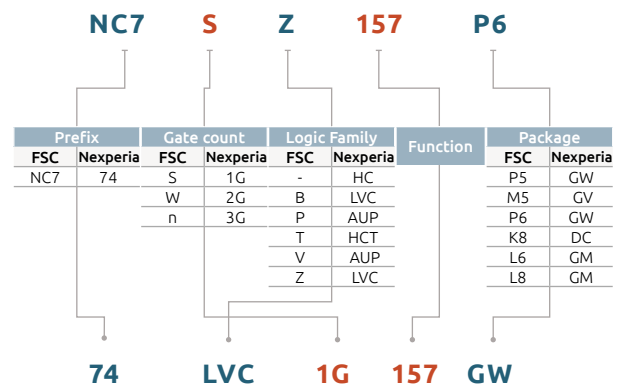 NC7 S Z 157 P6
Prefix Gate count Logic Family Function Package
FSC Nexperia FSC Nexperia FSC Nexperia FSC Nexperia
NC7 74 S 1G - HC P5 GW
W 2G B LVC M5 GV
n 3G P AUP P6 GW
T HCT K8 DC
V AUP L6 GM
Z LVC L8 GM
74 LVC 1G 157 GW